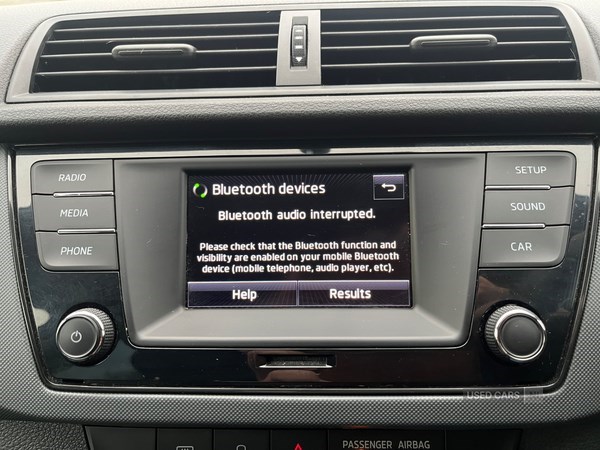 RADIO
MEDIA
PHONE
Bluetooth devices
Bluetooth audio interrupted.
Please check that the Bluetooth function and
visibility are enabled on your mobile Bluetooth
device (mobile telephone, audio player, etc).
Help
Results
SETUP
SOUND
CAR
USED CARS
PASSENGER AIRBAG